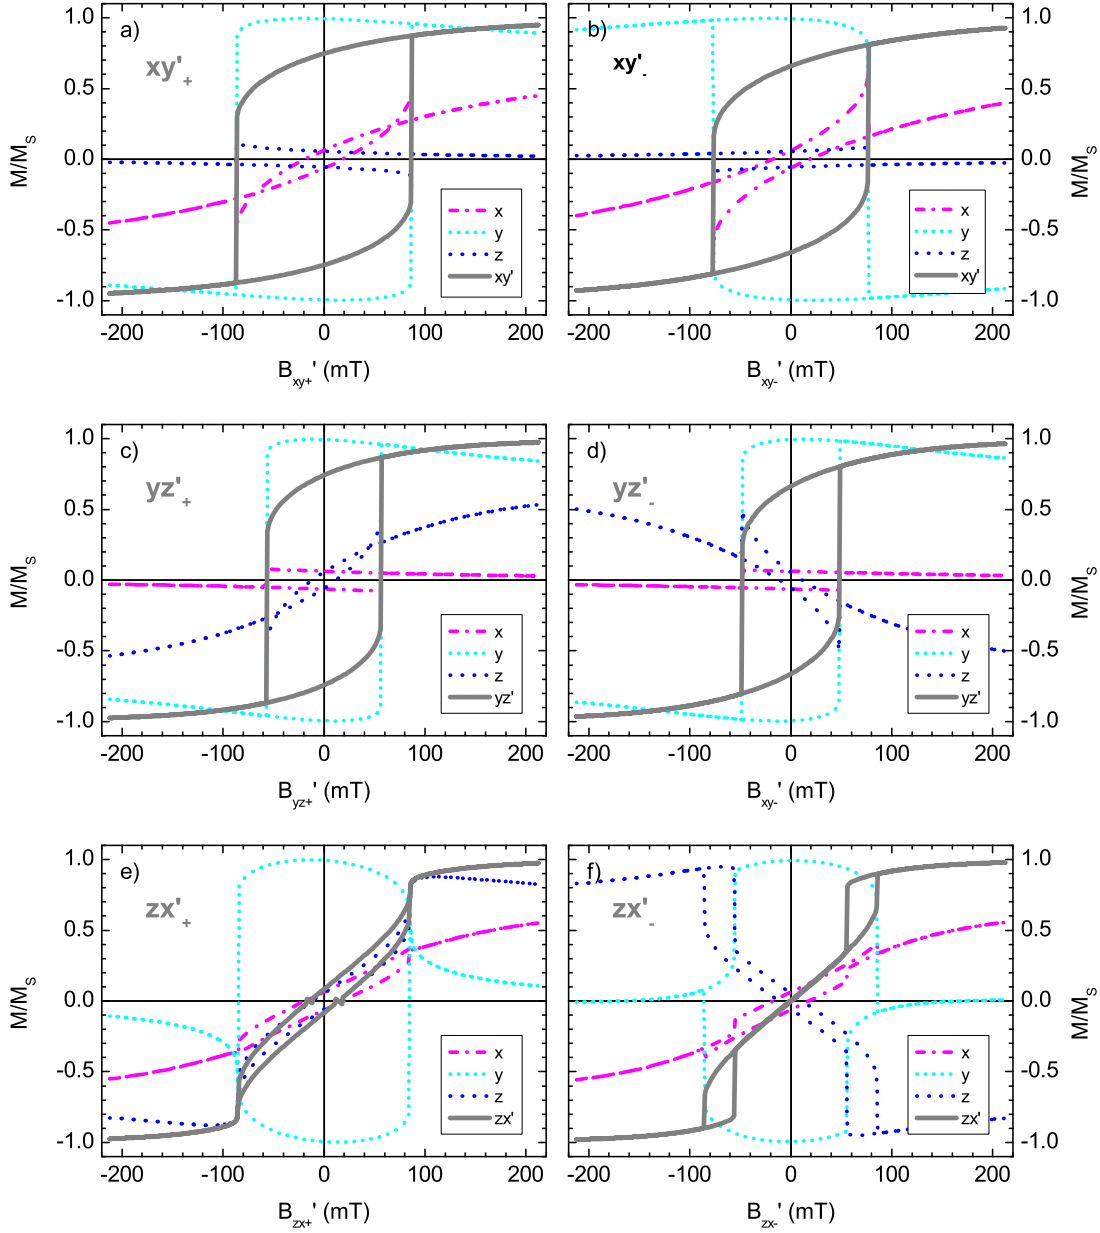 a)
xy'+
1.0
0.5
0.0
-0.5
-1.0
M/MS
x
y
z
xy'
-200 -100 0 100 200
Bxy+' (mT)
b)
xy'-
1.0
0.5
0.0
-0.5
-1.0
M/MS
x
y
z
xy'
-200 -100 0 100 200
Bxy-' (mT)
c)
yz'+
1.0
0.5
0.0
-0.5
-1.0
M/MS
x
y
z
yz'
-200 -100 0 100 200
Byz+' (mT)
d)
yz'-
1.0
0.5
0.0
-0.5
-1.0
M/MS
x
y
z
yz'
-200 -100 0 100 200
Bxy-' (mT)
e)
zx'+
1.0
0.5
0.0
-0.5
-1.0
M/MS
x
y
z
zx'
-200 -100 0 100 200
Bzx+' (mT)
f)
zx'-
1.0
0.5
0.0
-0.5
-1.0
M/MS
x
y
z
zx'
-200 -100 0 100 200
Bzx-' (mT)